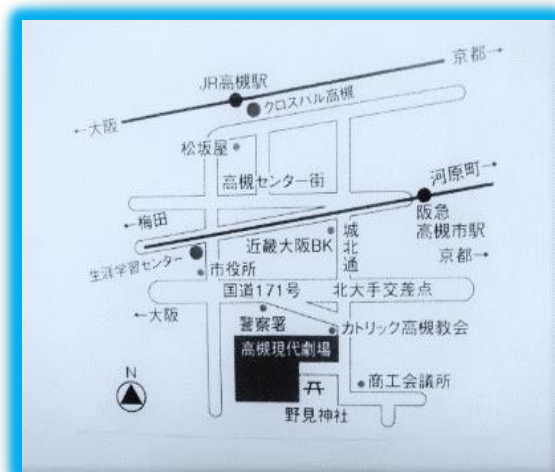 京都→
JR高槻駅
クロスパル高槻
←大阪
松坂屋
河原町→
高槻センター街
阪急
高槻市駅
←梅田
城北通
近畿大阪BK
京都→
生涯学習センター
市役所
国道171号
北大手交差点
←大阪
警察署
カトリック高槻教会
高槻現代劇場
N
商工会議所
野見神社